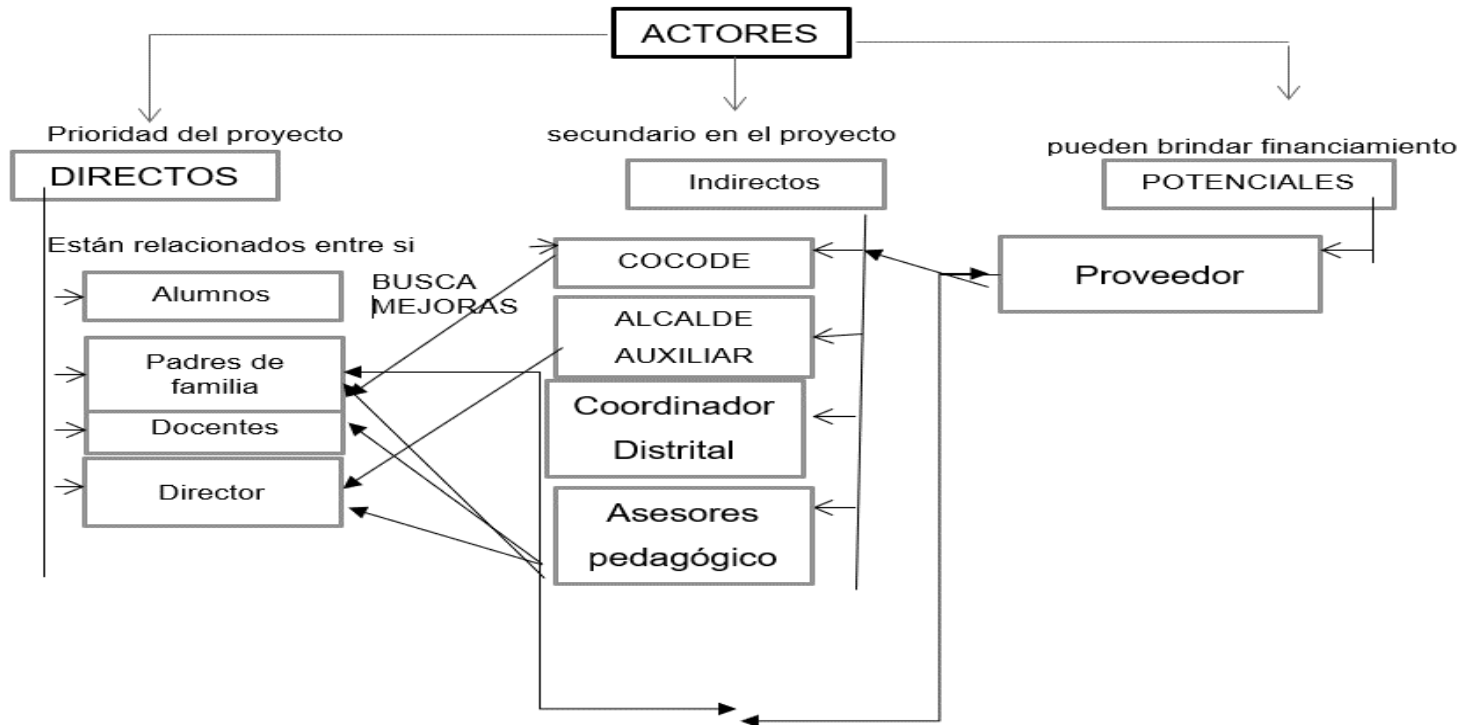 ACTORES
Prioridad del proyecto
DIRECTOS
secundario en el proyecto
Indirectos
pueden brindar financiamiento
POTENCIALES
Están relacionados entre si
Alumnos
Padres de
familia
Docentes
Director
BUSCA
MEJORAS
COCODE
ALCALDE
AUXILIAR
Coordinador
Distrital
Asesores
pedagógico
Proveedor